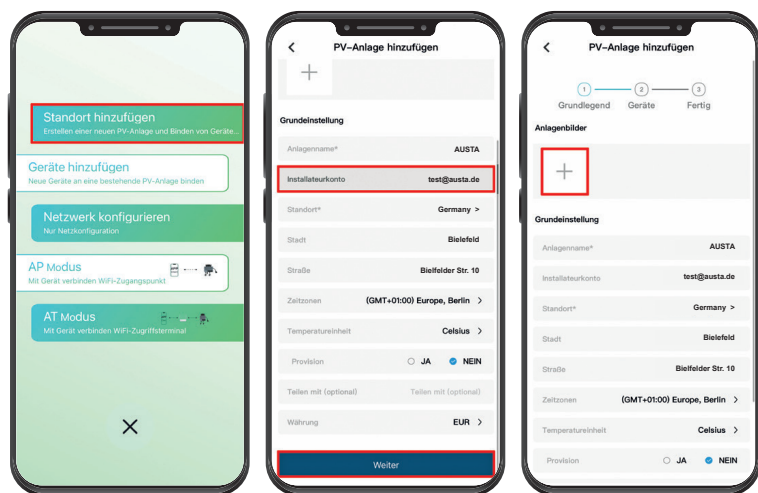 Standort hinzufügen
Erstellen einer neuen PV-Anlage und Binden von Geräte...
Geräte hinzufügen
Neue Geräte an eine bestehende PV-Anlage binden
Netzwerk konfigurieren
Nur Netzkonfiguration
AP Modus
Mit Gerät verbinden WiFi-Zugangspunkt
AT Modus
Mit Gerät verbinden WiFi-Zugriffsterminal
PV-Anlage hinzufügen
Grundeinstellung
Anlagenname* AUSTA
Installateurkonto test@austa.de
Standort* Germany >
Stadt Bielefeld
Straße Bielfelder Str. 10
Zeitzonen (GMT+01:00) Europe, Berlin >
Temperatureinheit Celsius >
Provision JA NEIN
Teilen mit (optional) Teilen mit (optional)
Währung EUR >
Weiter
PV-Anlage hinzufügen
1 2 3
Grundlegend Geräte Fertig
Anlagenbilder
Grundeinstellung
Anlagenname* AUSTA
Installateurkonto test@austa.de
Standort* Germany >
Stadt Bielefeld
Straße Bielfelder Str. 10
Zeitzonen (GMT+01:00) Europe, Berlin >
Temperatureinheit Celsius >
Provision JA NEIN